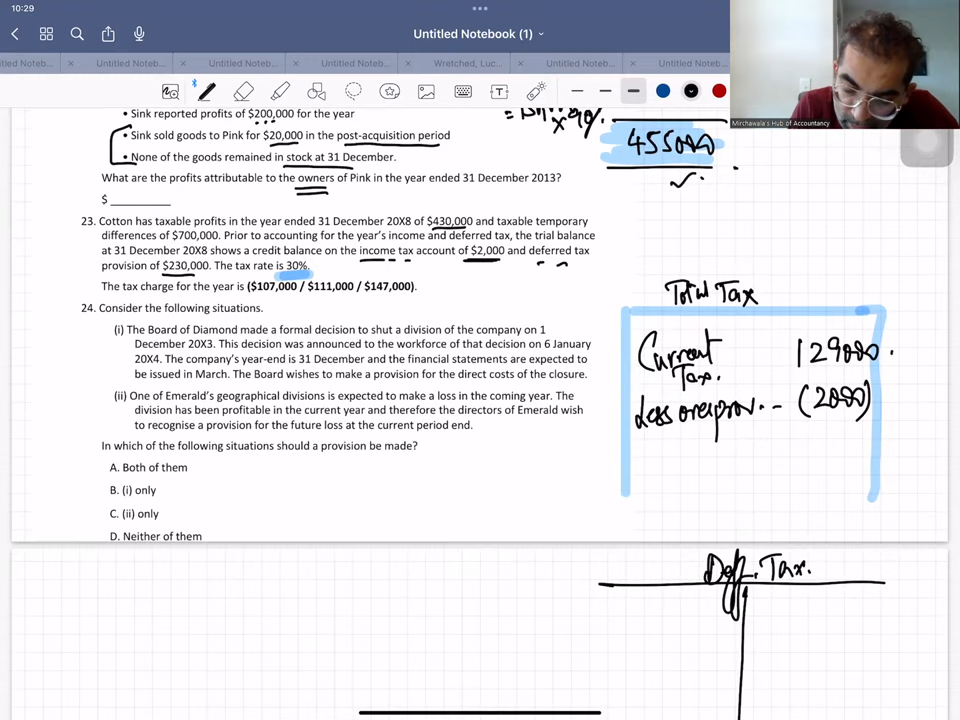 10:29
Untitled Notebook (1)
Untitled Noteb...
Untitled Noteb...
Untitled Noteb...
Wretched, Luc...
Untitled Noteb...
Untitled Noteb...
Mirchawala's Hub of Accountancy
• Sink reported profits of $200,000 for the year
• Sink sold goods to Pink for $20,000 in the post-acquisition period
• None of the goods remained in stock at 31 December.
What are the profits attributable to the owners of Pink in the year ended 31 December 2013?
$ __________
455000
23. Cotton has taxable profits in the year ended 31 December 20X8 of $430,000 and taxable temporary
differences of $700,000. Prior to accounting for the year's income and deferred tax, the trial balance
at 31 December 20X8 shows a credit balance on the income tax account of $2,000 and deferred tax
provision of $230,000. The tax rate is 30%.
The tax charge for the year is ($107,000 / $111,000 / $147,000).
24. Consider the following situations.
(i) The Board of Diamond made a formal decision to shut a division of the company on 1
December 20X3. This decision was announced to the workforce of that decision on 6 January
20X4. The company's year-end is 31 December and the financial statements are expected to
be issued in March. The Board wishes to make a provision for the direct costs of the closure.
(ii) One of Emerald's geographical divisions is expected to make a loss in the coming year. The
division has been profitable in the current year and therefore the directors of Emerald wish
to recognise a provision for the future loss at the current period end.
In which of the following situations should a provision be made?
A. Both of them
B. (i) only
C. (ii) only
D. Neither of them
Total Tax
Current Tax. 129000.
Less overprov... (2000)
Deff. Tax.